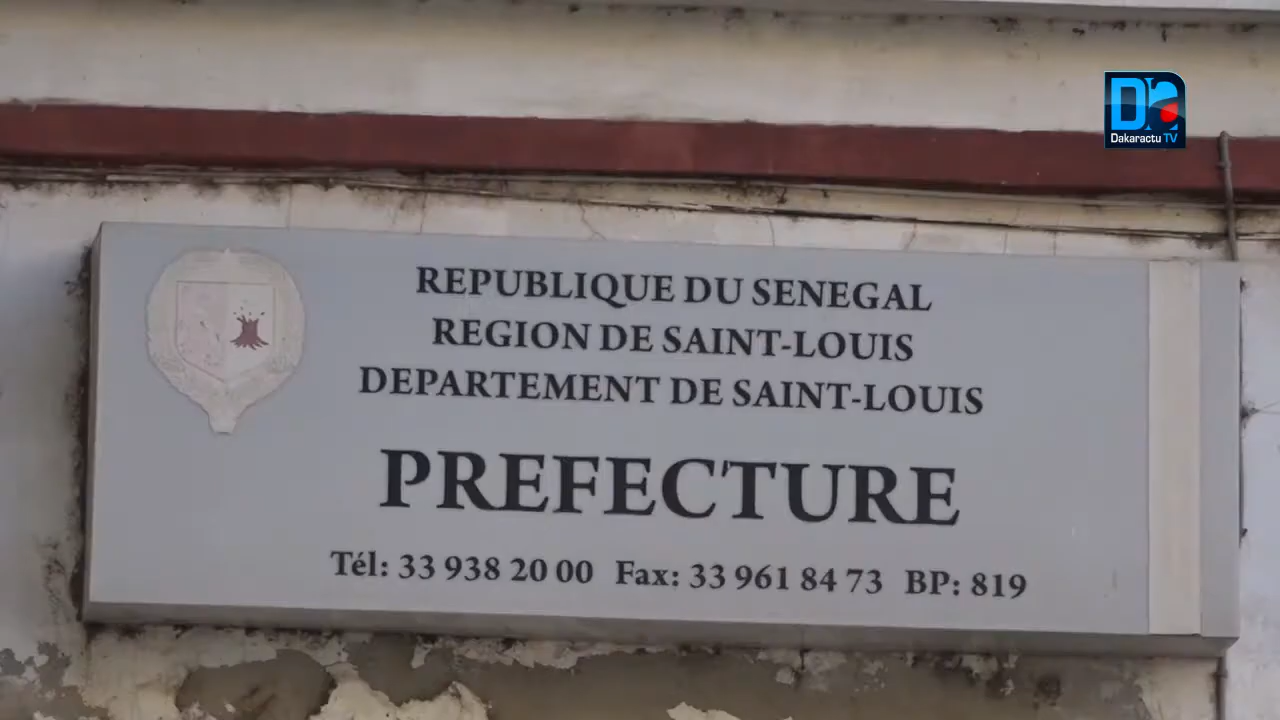 Dakaractu TV
REPUBLIQUE DU SENEGAL
REGION DE SAINT-LOUIS
DEPARTEMENT DE SAINT-LOUIS
PREFECTURE
Tél: 33 938 20 00 Fax: 33 961 84 73 BP: 819